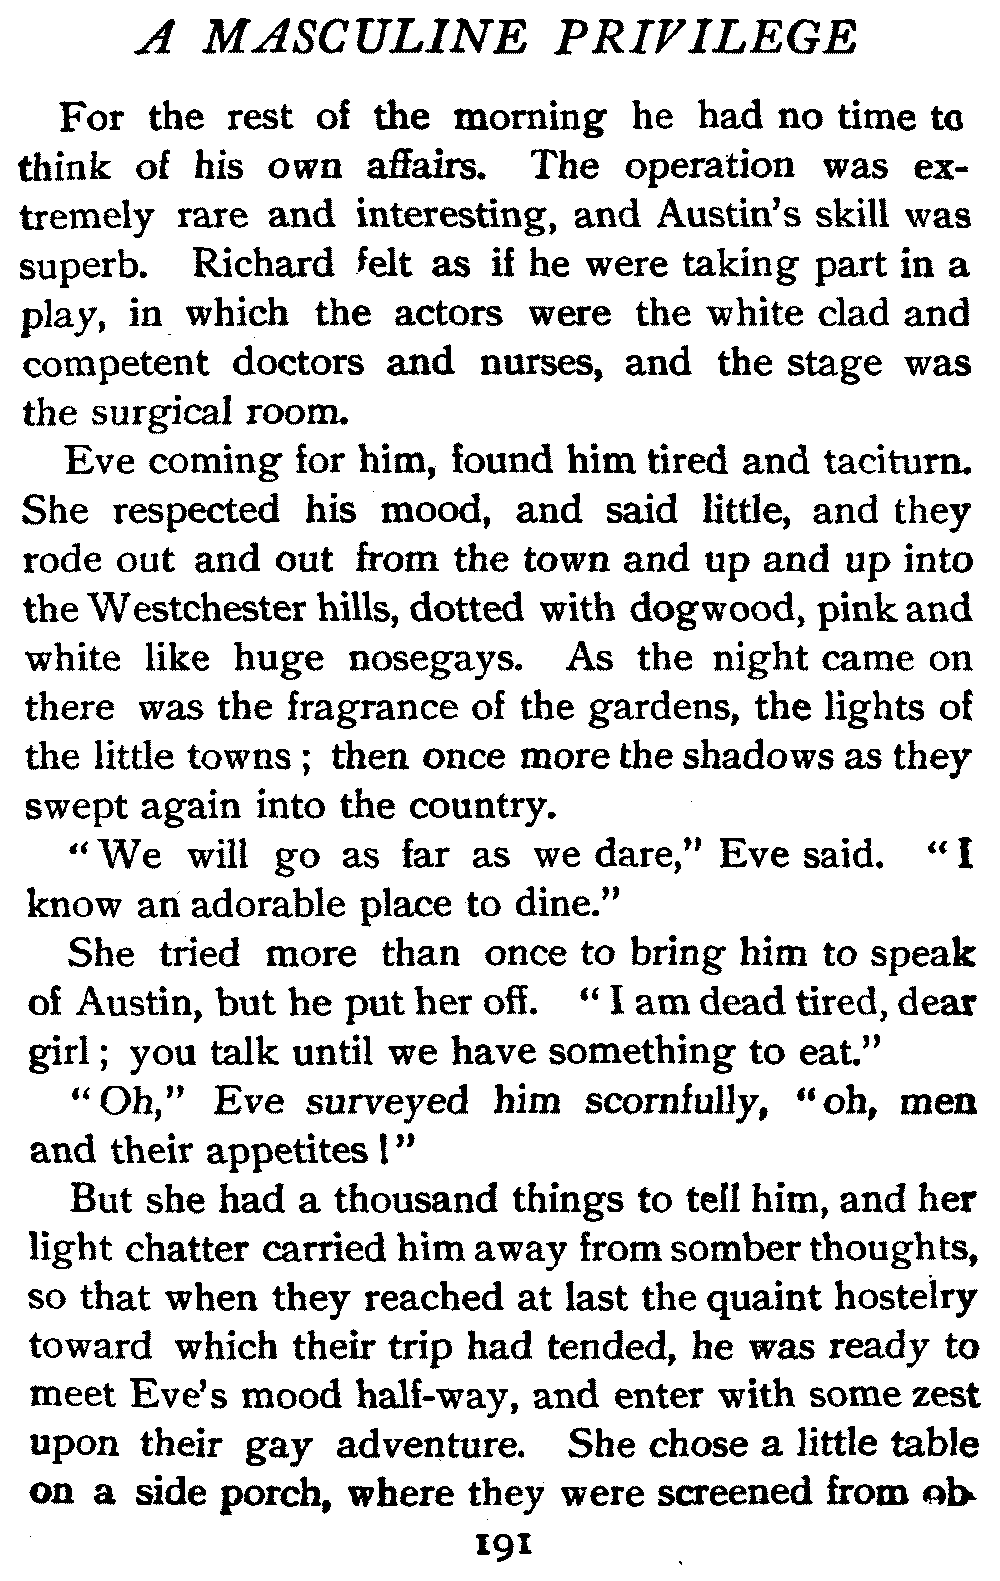 A MASCULINE PRIVILEGE
For the rest of the morning he had no time to
think of his own affairs. The operation was ex-
tremely rare and interesting, and Austin's skill was
superb. Richard felt as if he were taking part in a
play, in which the actors were the white clad and
competent doctors and nurses, and the stage was
the surgical room.
Eve coming for him, found him tired and taciturn.
She respected his mood, and said little, and they
rode out and out from the town and up and up into
the Westchester hills, dotted with dogwood, pink and
white like huge nosegays. As the night came on
there was the fragrance of the gardens, the lights of
the little towns ; then once more the shadows as they
swept again into the country.
"We will go as far as we dare," Eve said. "I
know an adorable place to dine."
She tried more than once to bring him to speak
of Austin, but he put her off. "I am dead tired, dear
girl ; you talk until we have something to eat."
"Oh," Eve surveyed him scornfully, "oh, men
and their appetites !"
But she had a thousand things to tell him, and her
light chatter carried him away from somber thoughts,
so that when they reached at last the quaint hostelry
toward which their trip had tended, he was ready to
meet Eve's mood half-way, and enter with some zest
upon their gay adventure. She chose a little table
on a side porch, where they were screened from ob-
191